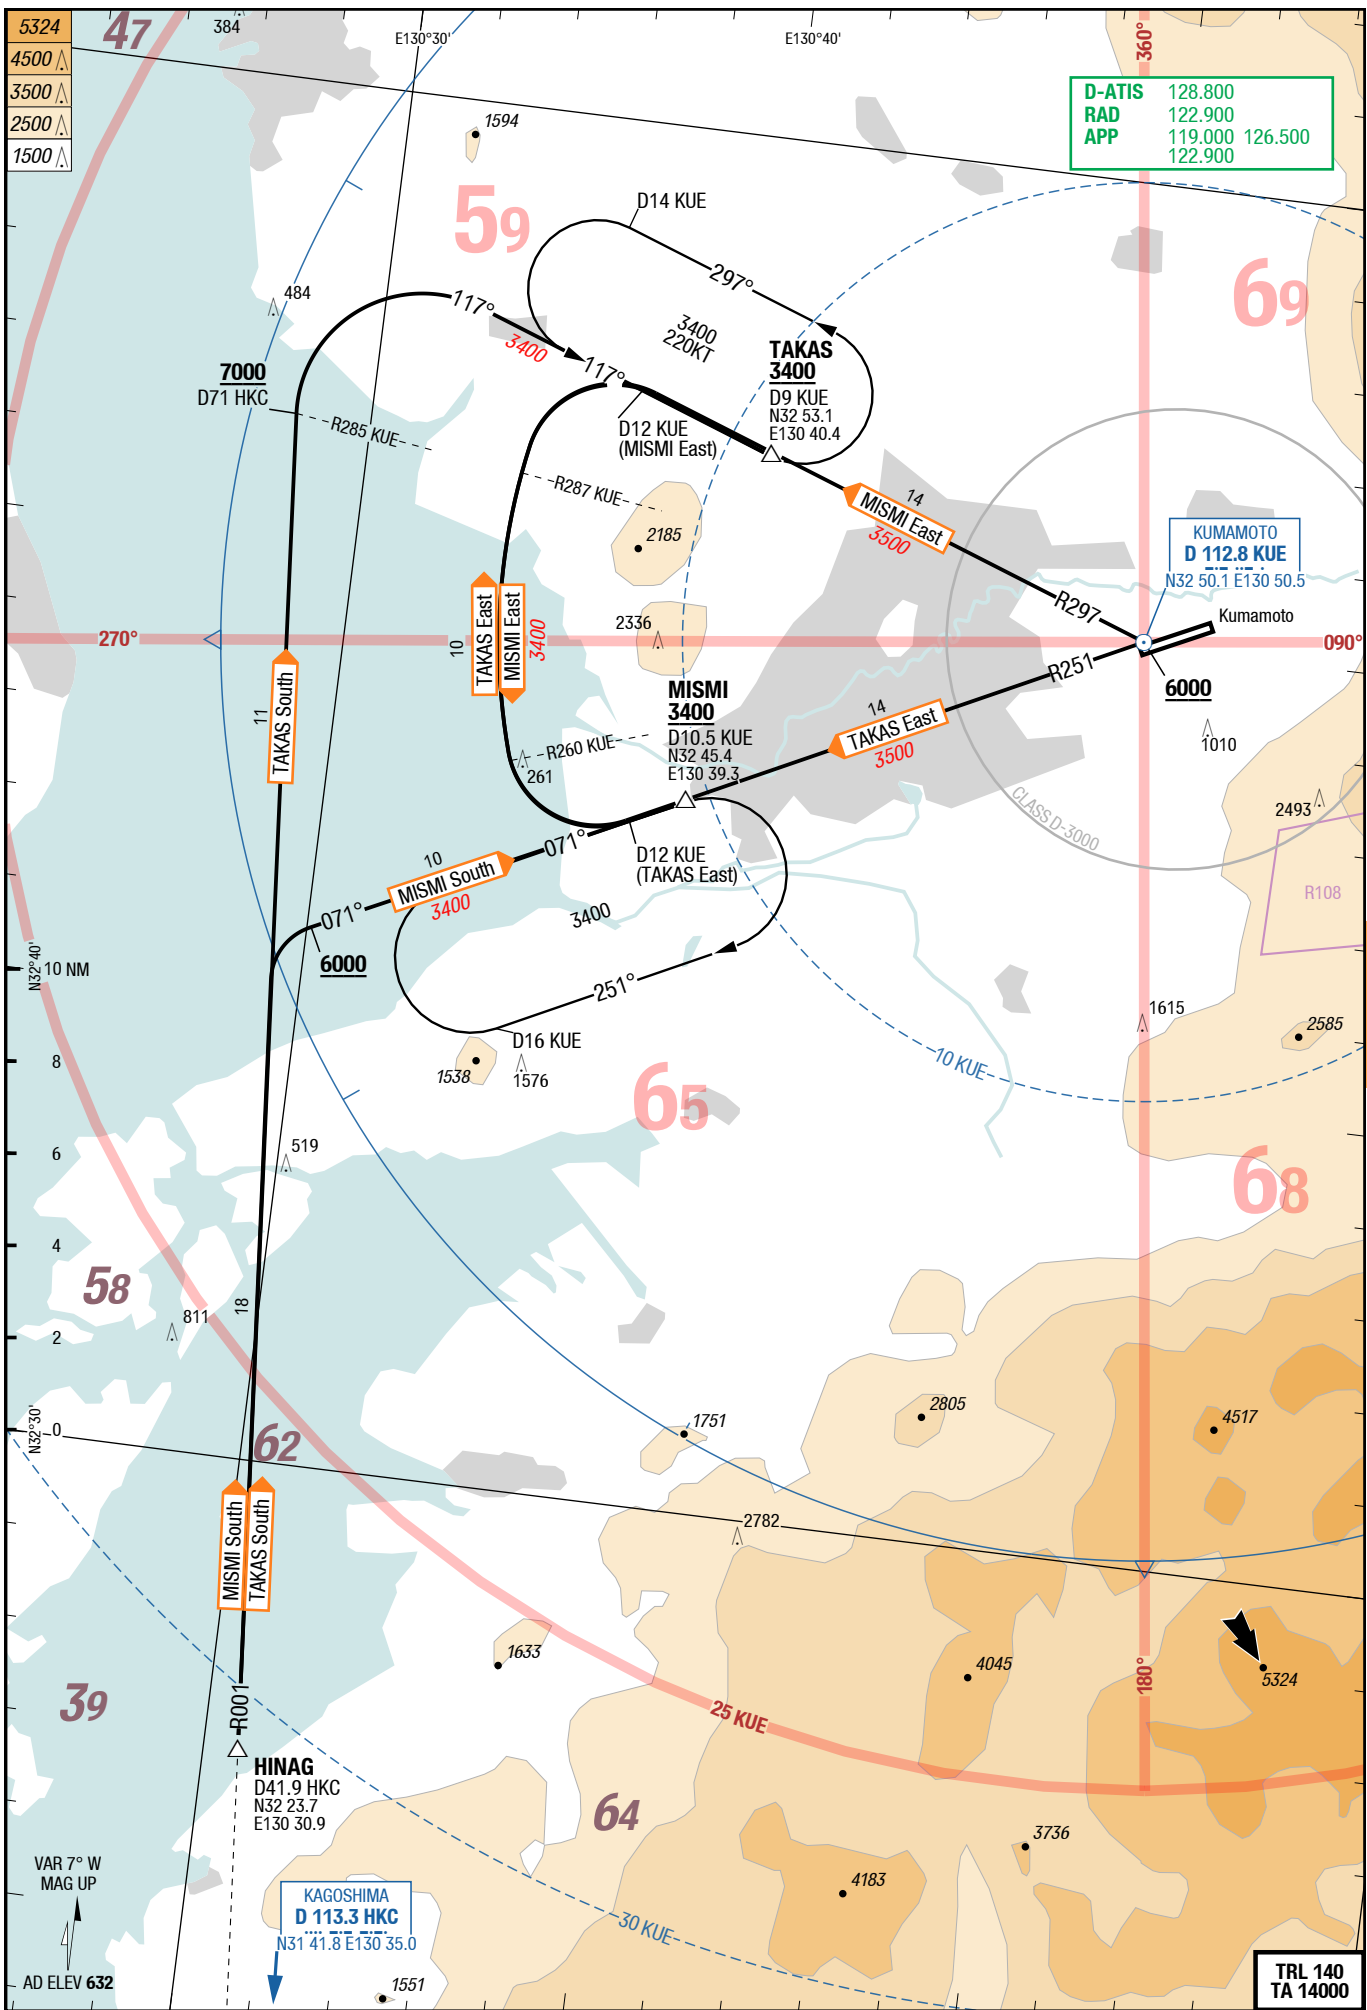 5324
4500
3500
2500
1500
47
384
E130°30'
E130°40'
360°
D-ATIS 128.800
RAD 122.900
APP 119.000 126.500
122.900
1594
59
D14 KUE
297°
69
484
117°
3400
3400
220KT
117°
TAKAS
3400
D9 KUE
N32 53.1
E130 40.4
7000
D71 HKC
R285 KUE
D12 KUE
(MISMI East)
R287 KUE
2185
14
MISMI East
3500
KUMAMOTO
D 112.8 KUE
N32 50.1 E130 50.5
R297
Kumamoto
270°
090°
10
TAKAS East
MISMI East
3400
2336
R251
6000
11
TAKAS South
MISMI
3400
D10.5 KUE
N32 45.4
E130 39.3
14
TAKAS East
3500
1010
R260 KUE
261
CLASS D-3000
2493
R108
10
MISMI South
3400
071°
D12 KUE
(TAKAS East)
071°
3400
6000
251°
N32°40'
10 NM
D16 KUE
1615
2585
8
1538
1576
10 KUE
65
6
519
68
4
58
18
811
2
2805
4517
1751
N32°30'
0
62
2782
MISMI South
TAKAS South
1633
4045
180°
5324
39
R001
25 KUE
HINAG
D41.9 HKC
N32 23.7
E130 30.9
64
3736
VAR 7° W
MAG UP
4183
KAGOSHIMA
D 113.3 HKC
N31 41.8 E130 35.0
30 KUE
AD ELEV 632
1551
TRL 140
TA 14000